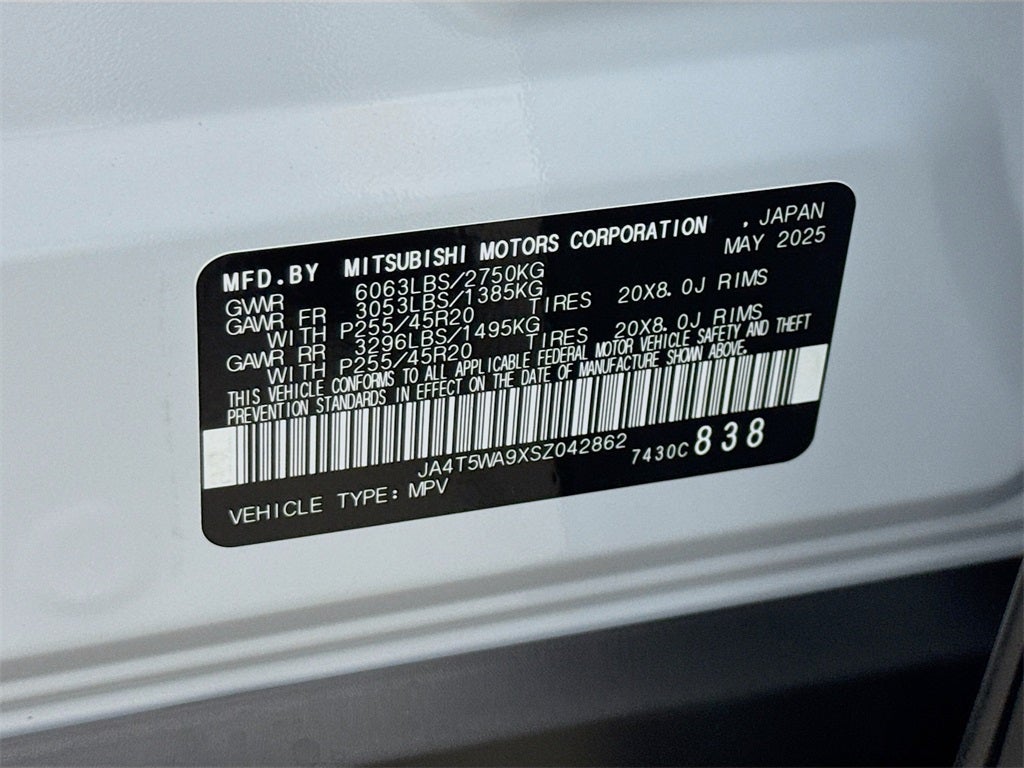 MFD.BY MITSUBISHI MOTORS CORPORATION , JAPAN
MAY 2025
GVWR 6063LBS/2750KG
GAWR FR 3053LBS/1385KG
WITH P255/45R20 TIRES 20X8.0J RIMS
GAWR RR 3296LBS/1495KG
WITH P255/45R20 TIRES 20X8.0J RIMS
THIS VEHICLE CONFORMS TO ALL APPLICABLE FEDERAL MOTOR VEHICLE SAFETY AND THEFT
PREVENTION STANDARDS IN EFFECT ON THE DATE OF MANUFACTURE SHOWN ABOVE.
JA4T5WA9XSZ042862 7430C 838
VEHICLE TYPE: MPV